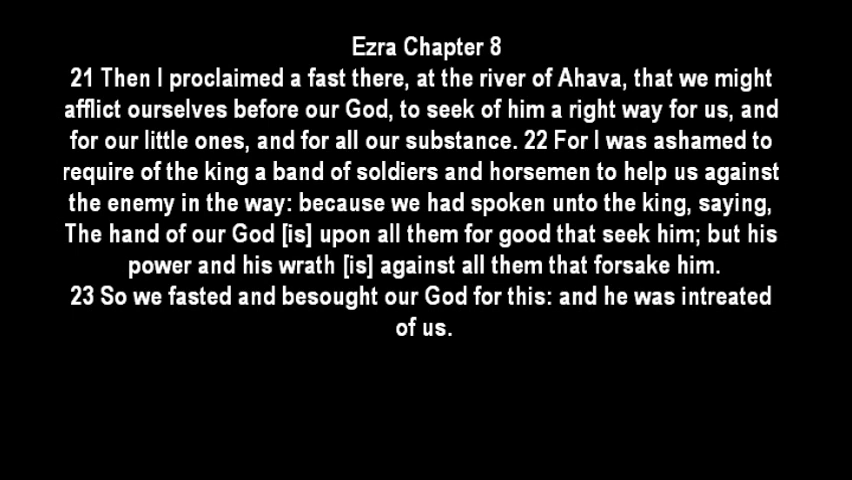 Ezra Chapter 8
21 Then I proclaimed a fast there, at the river of Ahava, that we might
afflict ourselves before our God, to seek of him a right way for us, and
for our little ones, and for all our substance. 22 For I was ashamed to
require of the king a band of soldiers and horsemen to help us against
the enemy in the way: because we had spoken unto the king, saying,
The hand of our God [is] upon all them for good that seek him; but his
power and his wrath [is] against all them that forsake him.
23 So we fasted and besought our God for this: and he was intreated
of us.